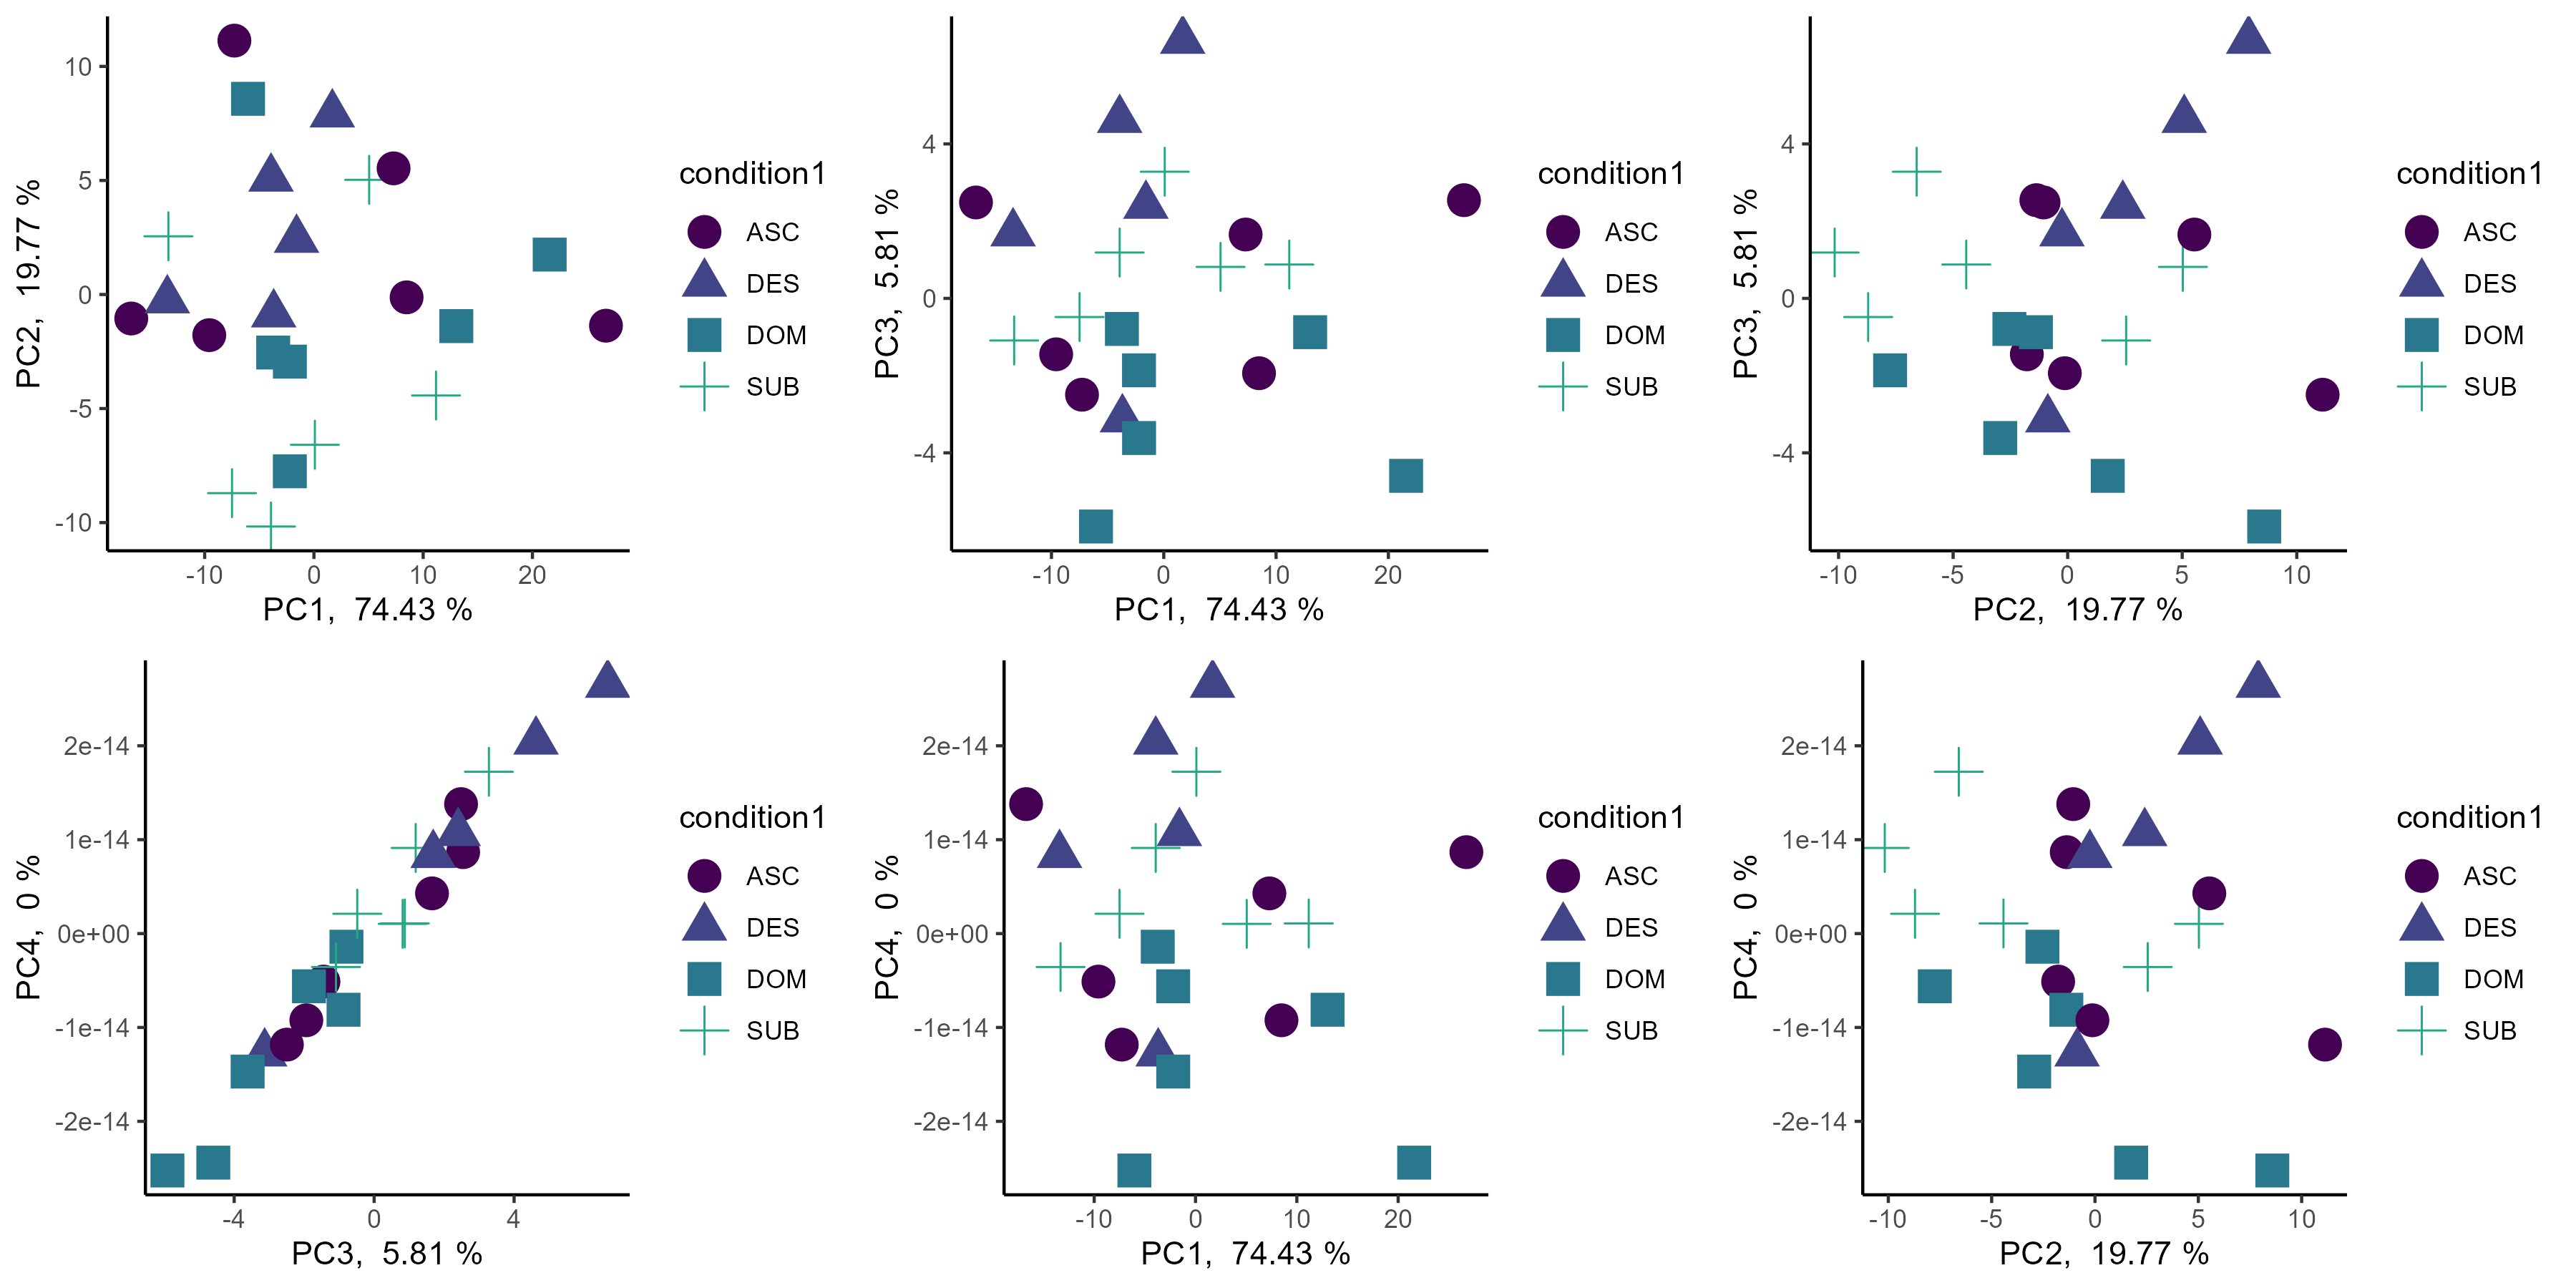 10
5
0
-5
-10
PC2,  19.77 %
-10 0 10 20
PC1,  74.43 %
condition1
ASC
DES
DOM
SUB
4
0
-4
PC3,  5.81 %
-10 0 10 20
PC1,  74.43 %
condition1
ASC
DES
DOM
SUB
4
0
-4
PC3,  5.81 %
-10 -5 0 5 10
PC2,  19.77 %
condition1
ASC
DES
DOM
SUB
2e-14
1e-14
0e+00
-1e-14
-2e-14
PC4,  0 %
-4 0 4
PC3,  5.81 %
condition1
ASC
DES
DOM
SUB
2e-14
1e-14
0e+00
-1e-14
-2e-14
PC4,  0 %
-10 0 10 20
PC1,  74.43 %
condition1
ASC
DES
DOM
SUB
2e-14
1e-14
0e+00
-1e-14
-2e-14
PC4,  0 %
-10 -5 0 5 10
PC2,  19.77 %
condition1
ASC
DES
DOM
SUB